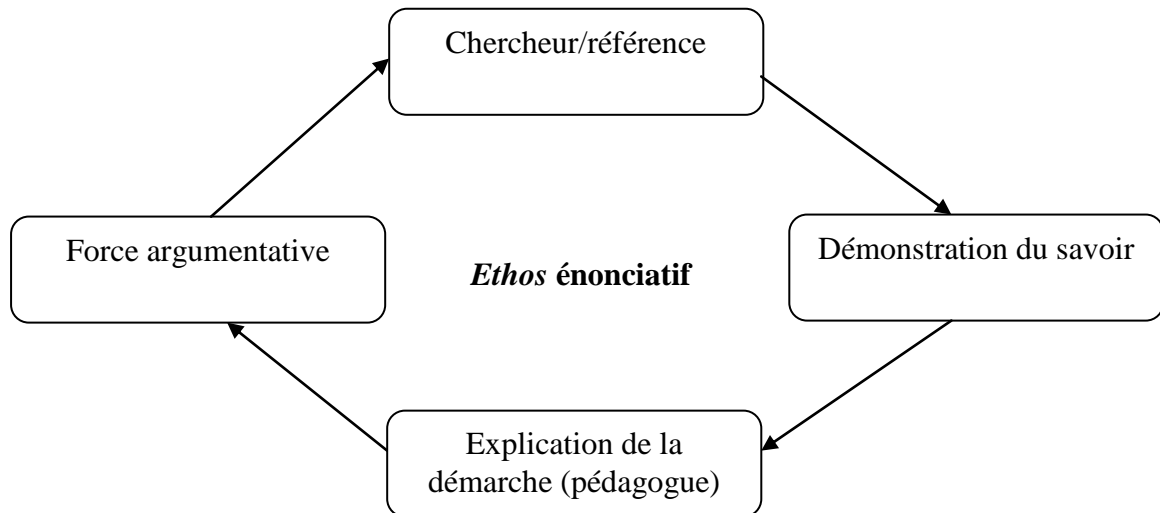 Chercheur/référence
Force argumentative
Ethos énonciatif
Démonstration du savoir
Explication de la
démarche (pédagogue)